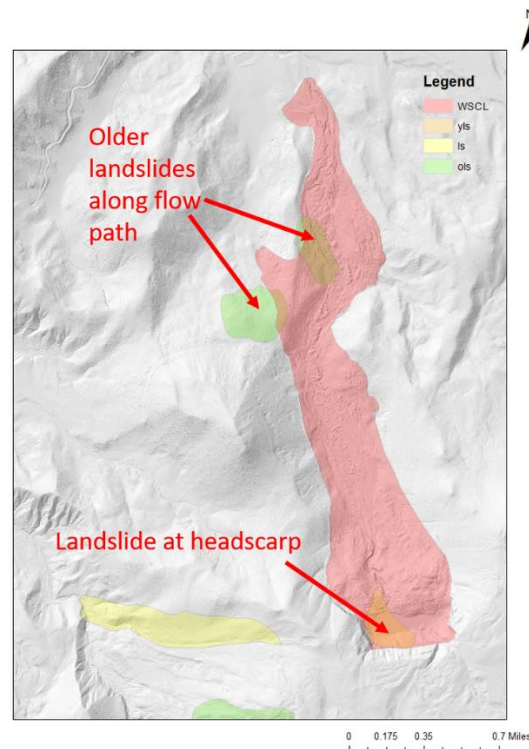 N
Legend
WSCL
yls
ls
ols
Older
landslides
along flow
path
Landslide at headscarp
0 0.175 0.35 0.7 Miles